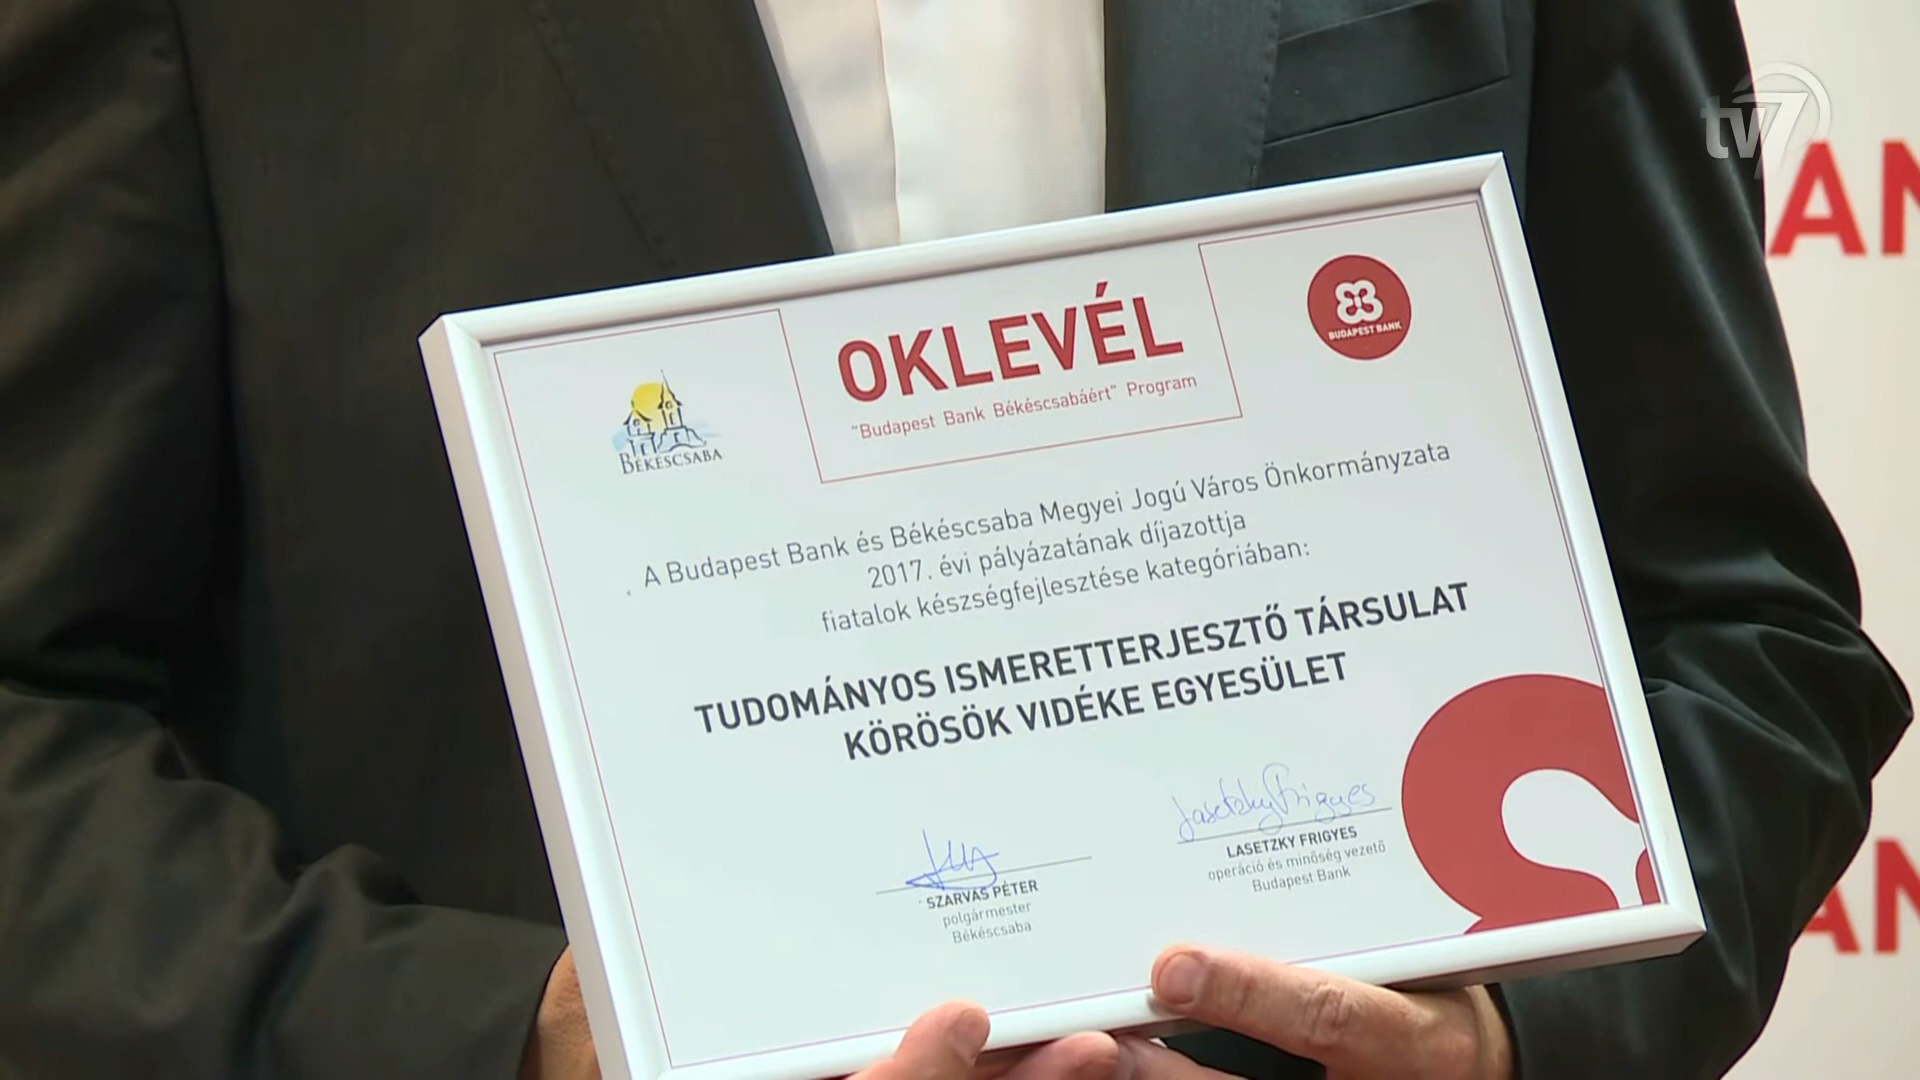 tv7
AN
OKLEVÉL
"Budapest Bank Békéscsabáért" Program
BUDAPEST BANK
BÉKÉSCSABA
A Budapest Bank és Békéscsaba Megyei Jogú Város Önkormányzata
2017. évi pályázatának díjazottja
fiatalok készségfejlesztése kategóriában:
TUDOMÁNYOS ISMERETTERJESZTŐ TÁRSULAT
KÖRÖSÖK VIDÉKE EGYESÜLET
Lasetzky Frigyes
SZARVAS PÉTER
polgármester
Békéscsaba
LASETZKY FRIGYES
operáció és minőség vezető
Budapest Bank
AN